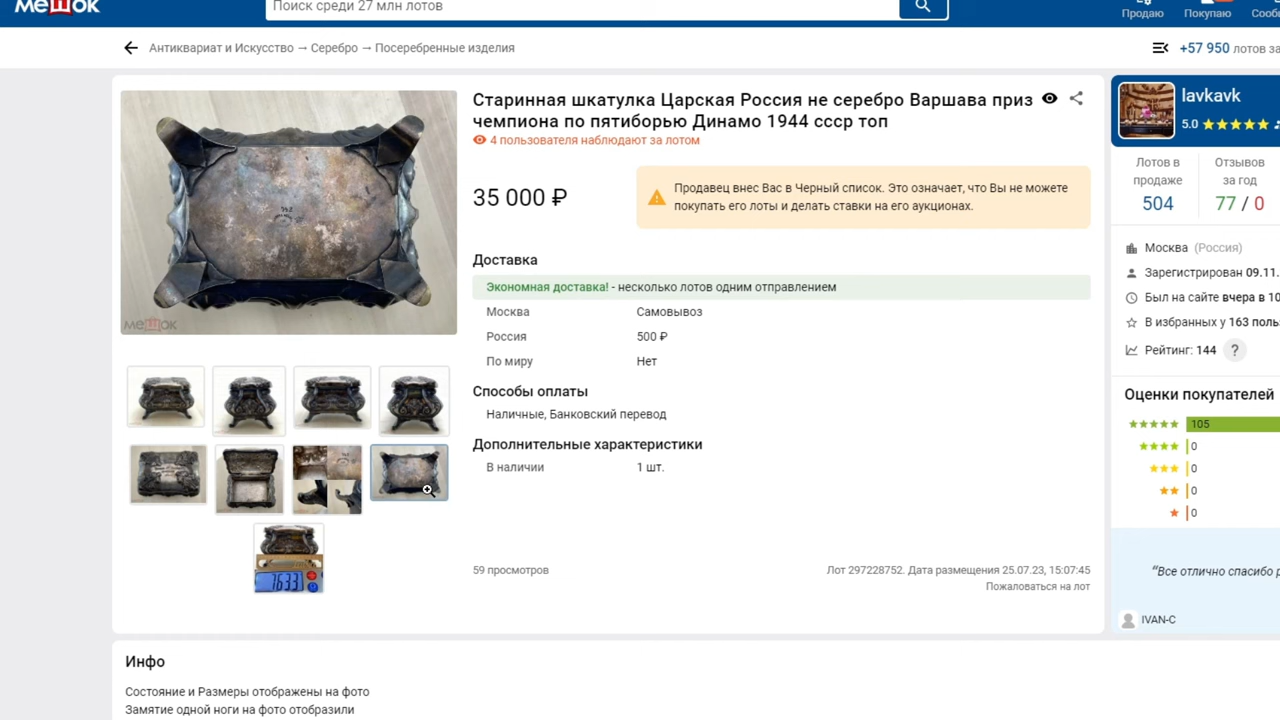 мешок
Поиск среди 27 млн лотов
Продаю
Покупаю
Антиквариат и Искусство → Серебро → Посеребренные изделия
+57 950 лотов за
Старинная шкатулка Царская Россия не серебро Варшава приз
чемпиона по пятиборью Динамо 1944 ссср топ
4 пользователя наблюдают за лотом
35 000 ₽
Продавец внес Вас в Черный список. Это означает, что Вы не можете
покупать его лоты и делать ставки на его аукционах.
Доставка
Экономная доставка! - несколько лотов одним отправлением
Москва Самовывоз
Россия 500 ₽
По миру Нет
Способы оплаты
Наличные, Банковский перевод
Дополнительные характеристики
В наличии 1 шт.
59 просмотров
Лот 297228752. Дата размещения 25.07.23, 15:07:45
Пожаловаться на лот
мешок
763.3
lavkavk
5.0
Лотов в
продаже
504
Отзывов
за год
77 / 0
Москва (Россия)
Зарегистрирован 09.11.
Был на сайте вчера в 10
В избранных у 163
Рейтинг: 144 ?
Оценки покупателей
105
0
0
0
0
“Все отлично спасибо
IVAN-C
Инфо
Состояние и Размеры отображены на фото
Замятие одной ноги на фото отобразили